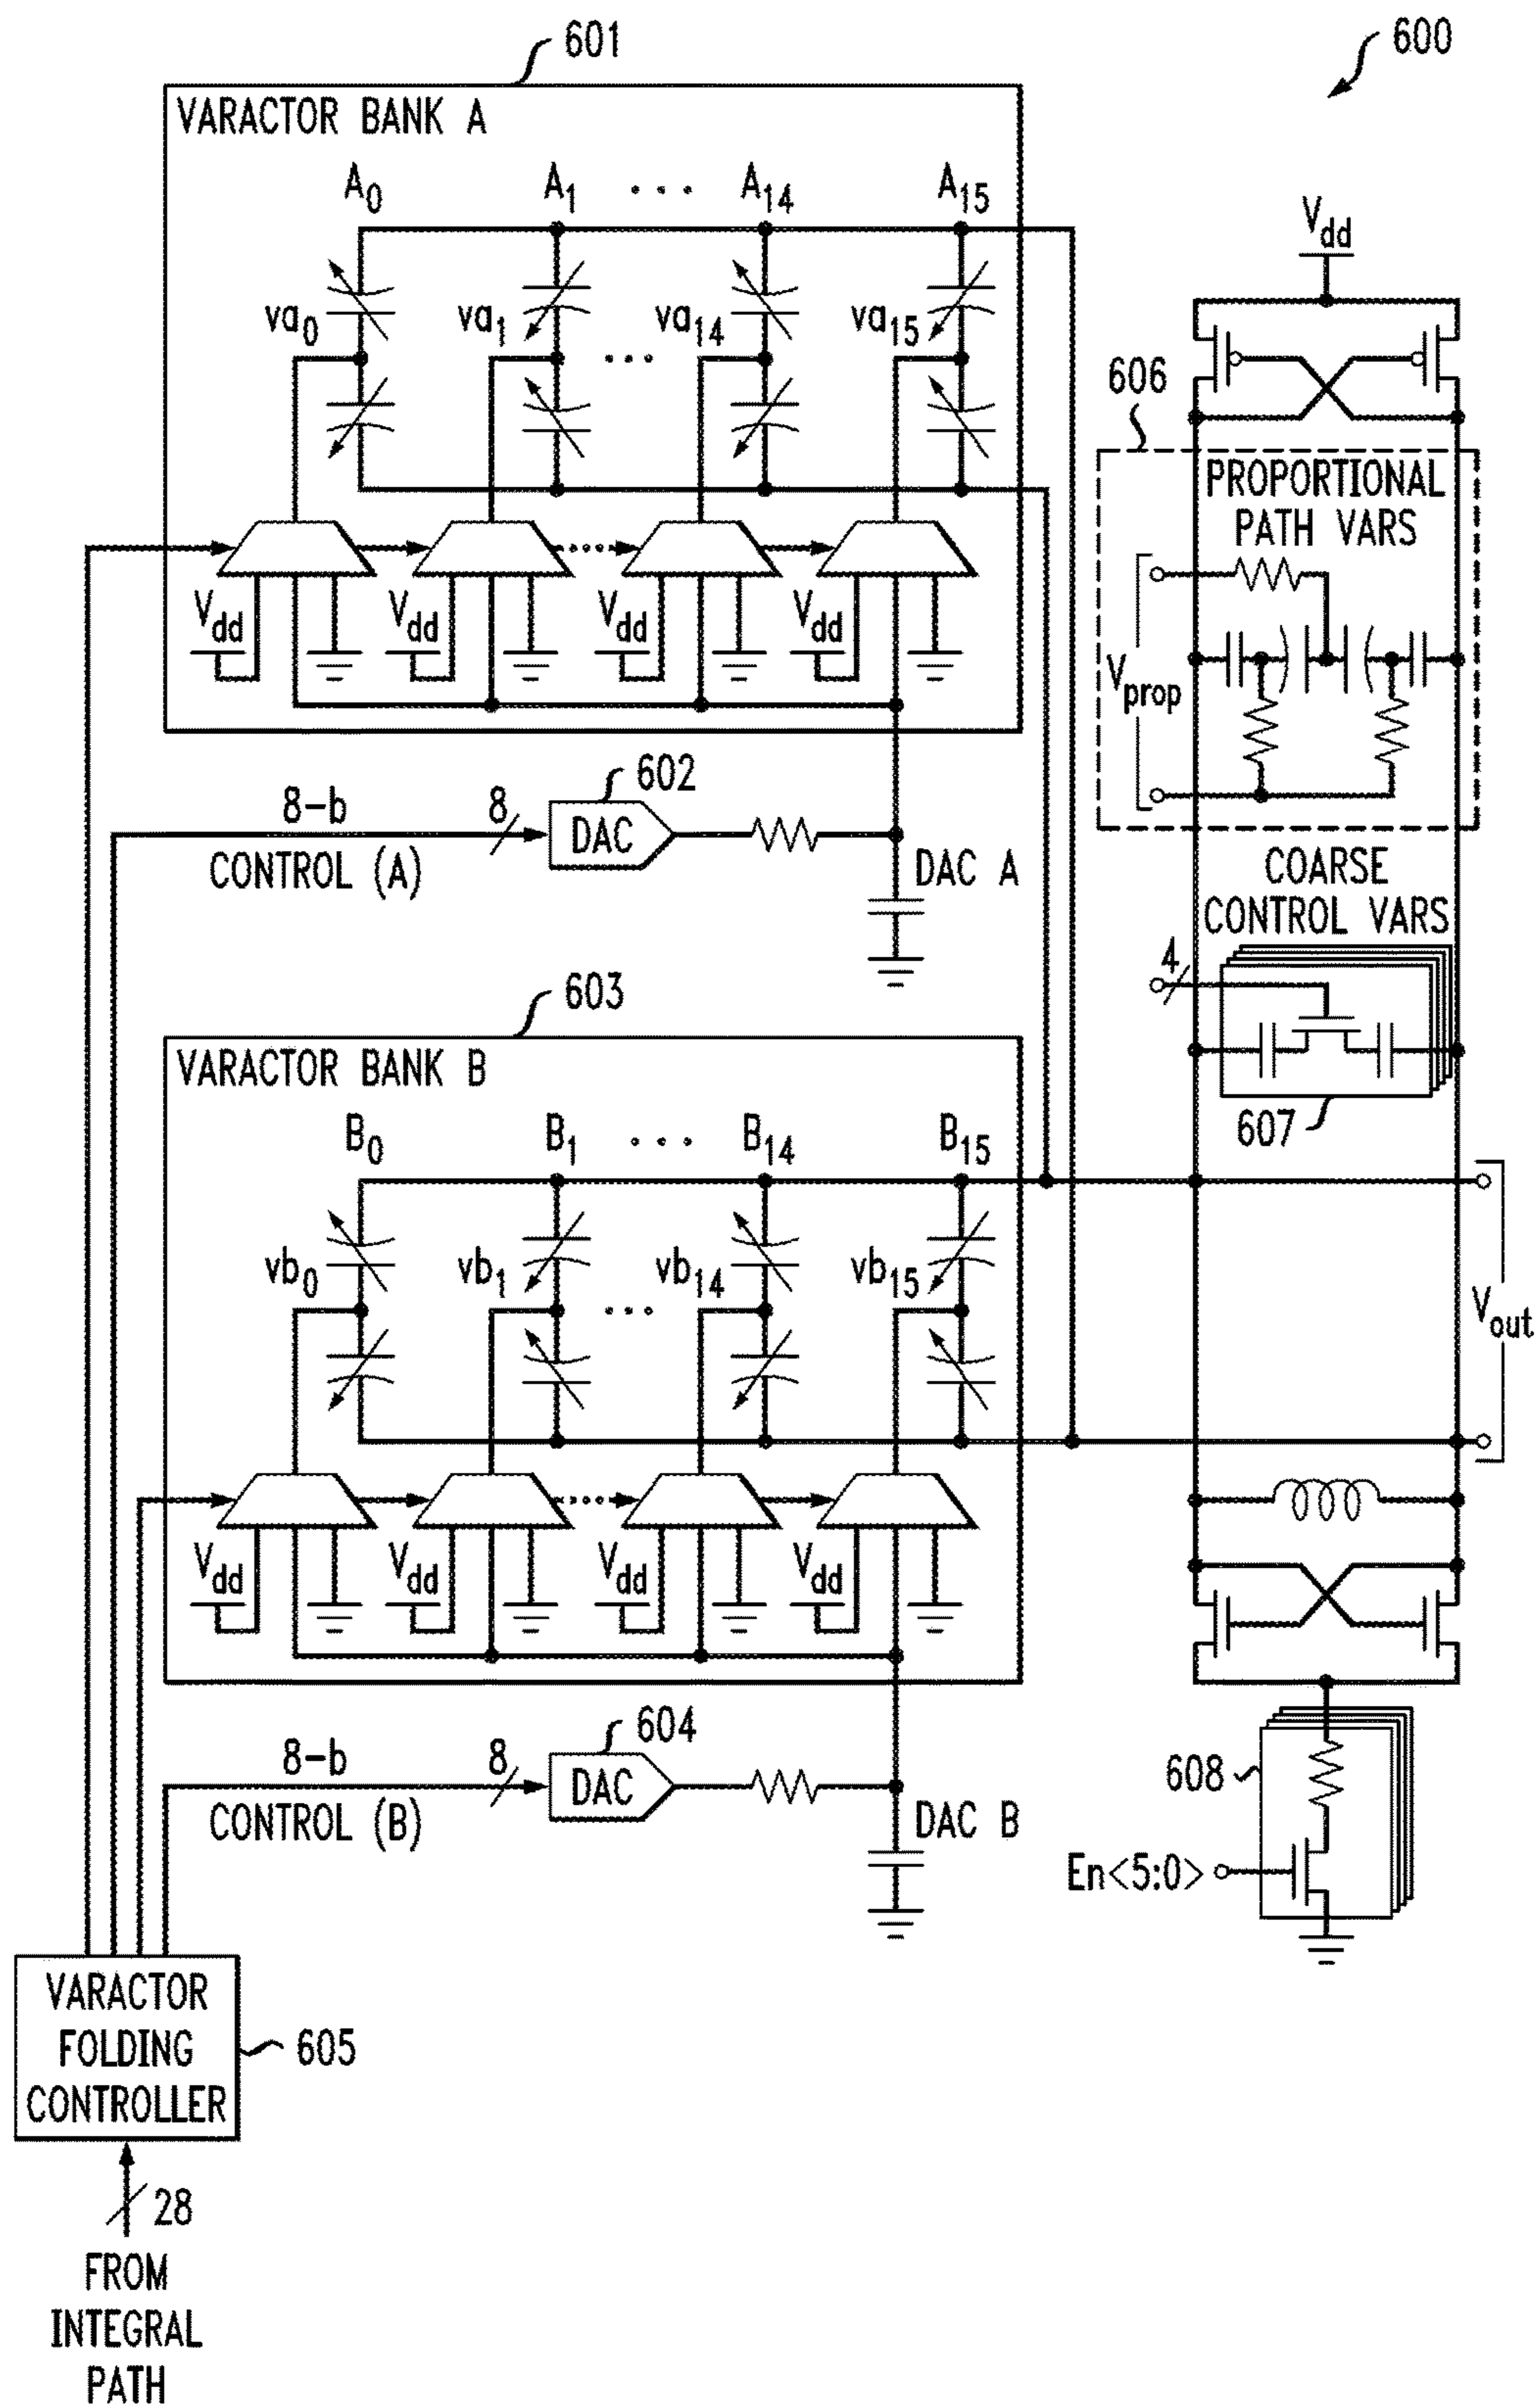 600
601
VARACTOR BANK A
A0 A1 ... A14 A15
va0 va1 ... va14 va15
Vdd Vdd Vdd Vdd
8-b
CONTROL (A)
8
602
DAC
DAC A
603
VARACTOR BANK B
B0 B1 ... B14 B15
vb0 vb1 ... vb14 vb15
Vdd Vdd Vdd Vdd
8-b
CONTROL (B)
8
604
DAC
DAC B
VARACTOR
FOLDING
CONTROLLER
605
28
FROM
INTEGRAL
PATH
Vdd
606
PROPORTIONAL
PATH VARS
Vprop
COARSE
CONTROL VARS
4
607
Vout
608
En<5:0>